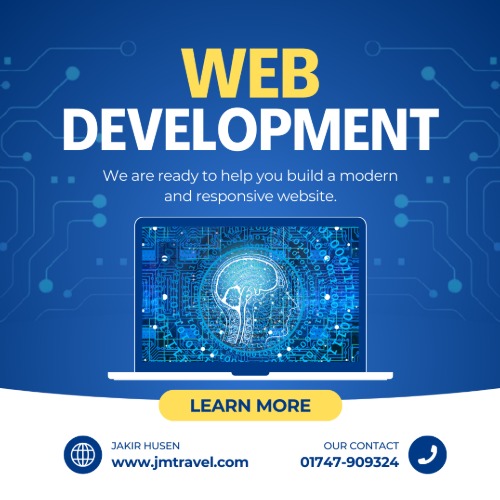 WEB
DEVELOPMENT
We are ready to help you build a modern
and responsive website.
LEARN MORE
JAKIR HUSEN
www.jmtravel.com
OUR CONTACT
01747-909324